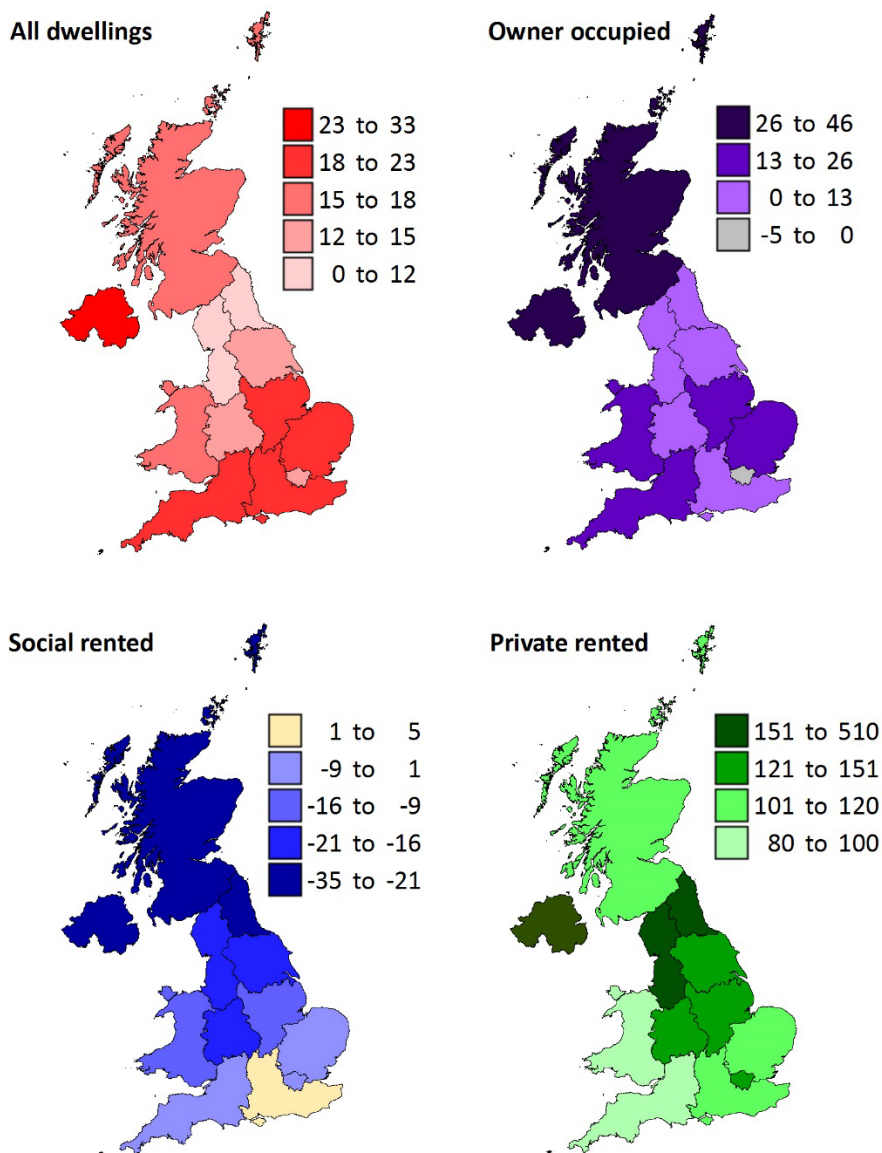 All dwellings
23 to 33
18 to 23
15 to 18
12 to 15
0 to 12
Owner occupied
26 to 46
13 to 26
0 to 13
-5 to 0
Social rented
1 to 5
-9 to 1
-16 to -9
-21 to -16
-35 to -21
Private rented
151 to 510
121 to 151
101 to 120
80 to 100